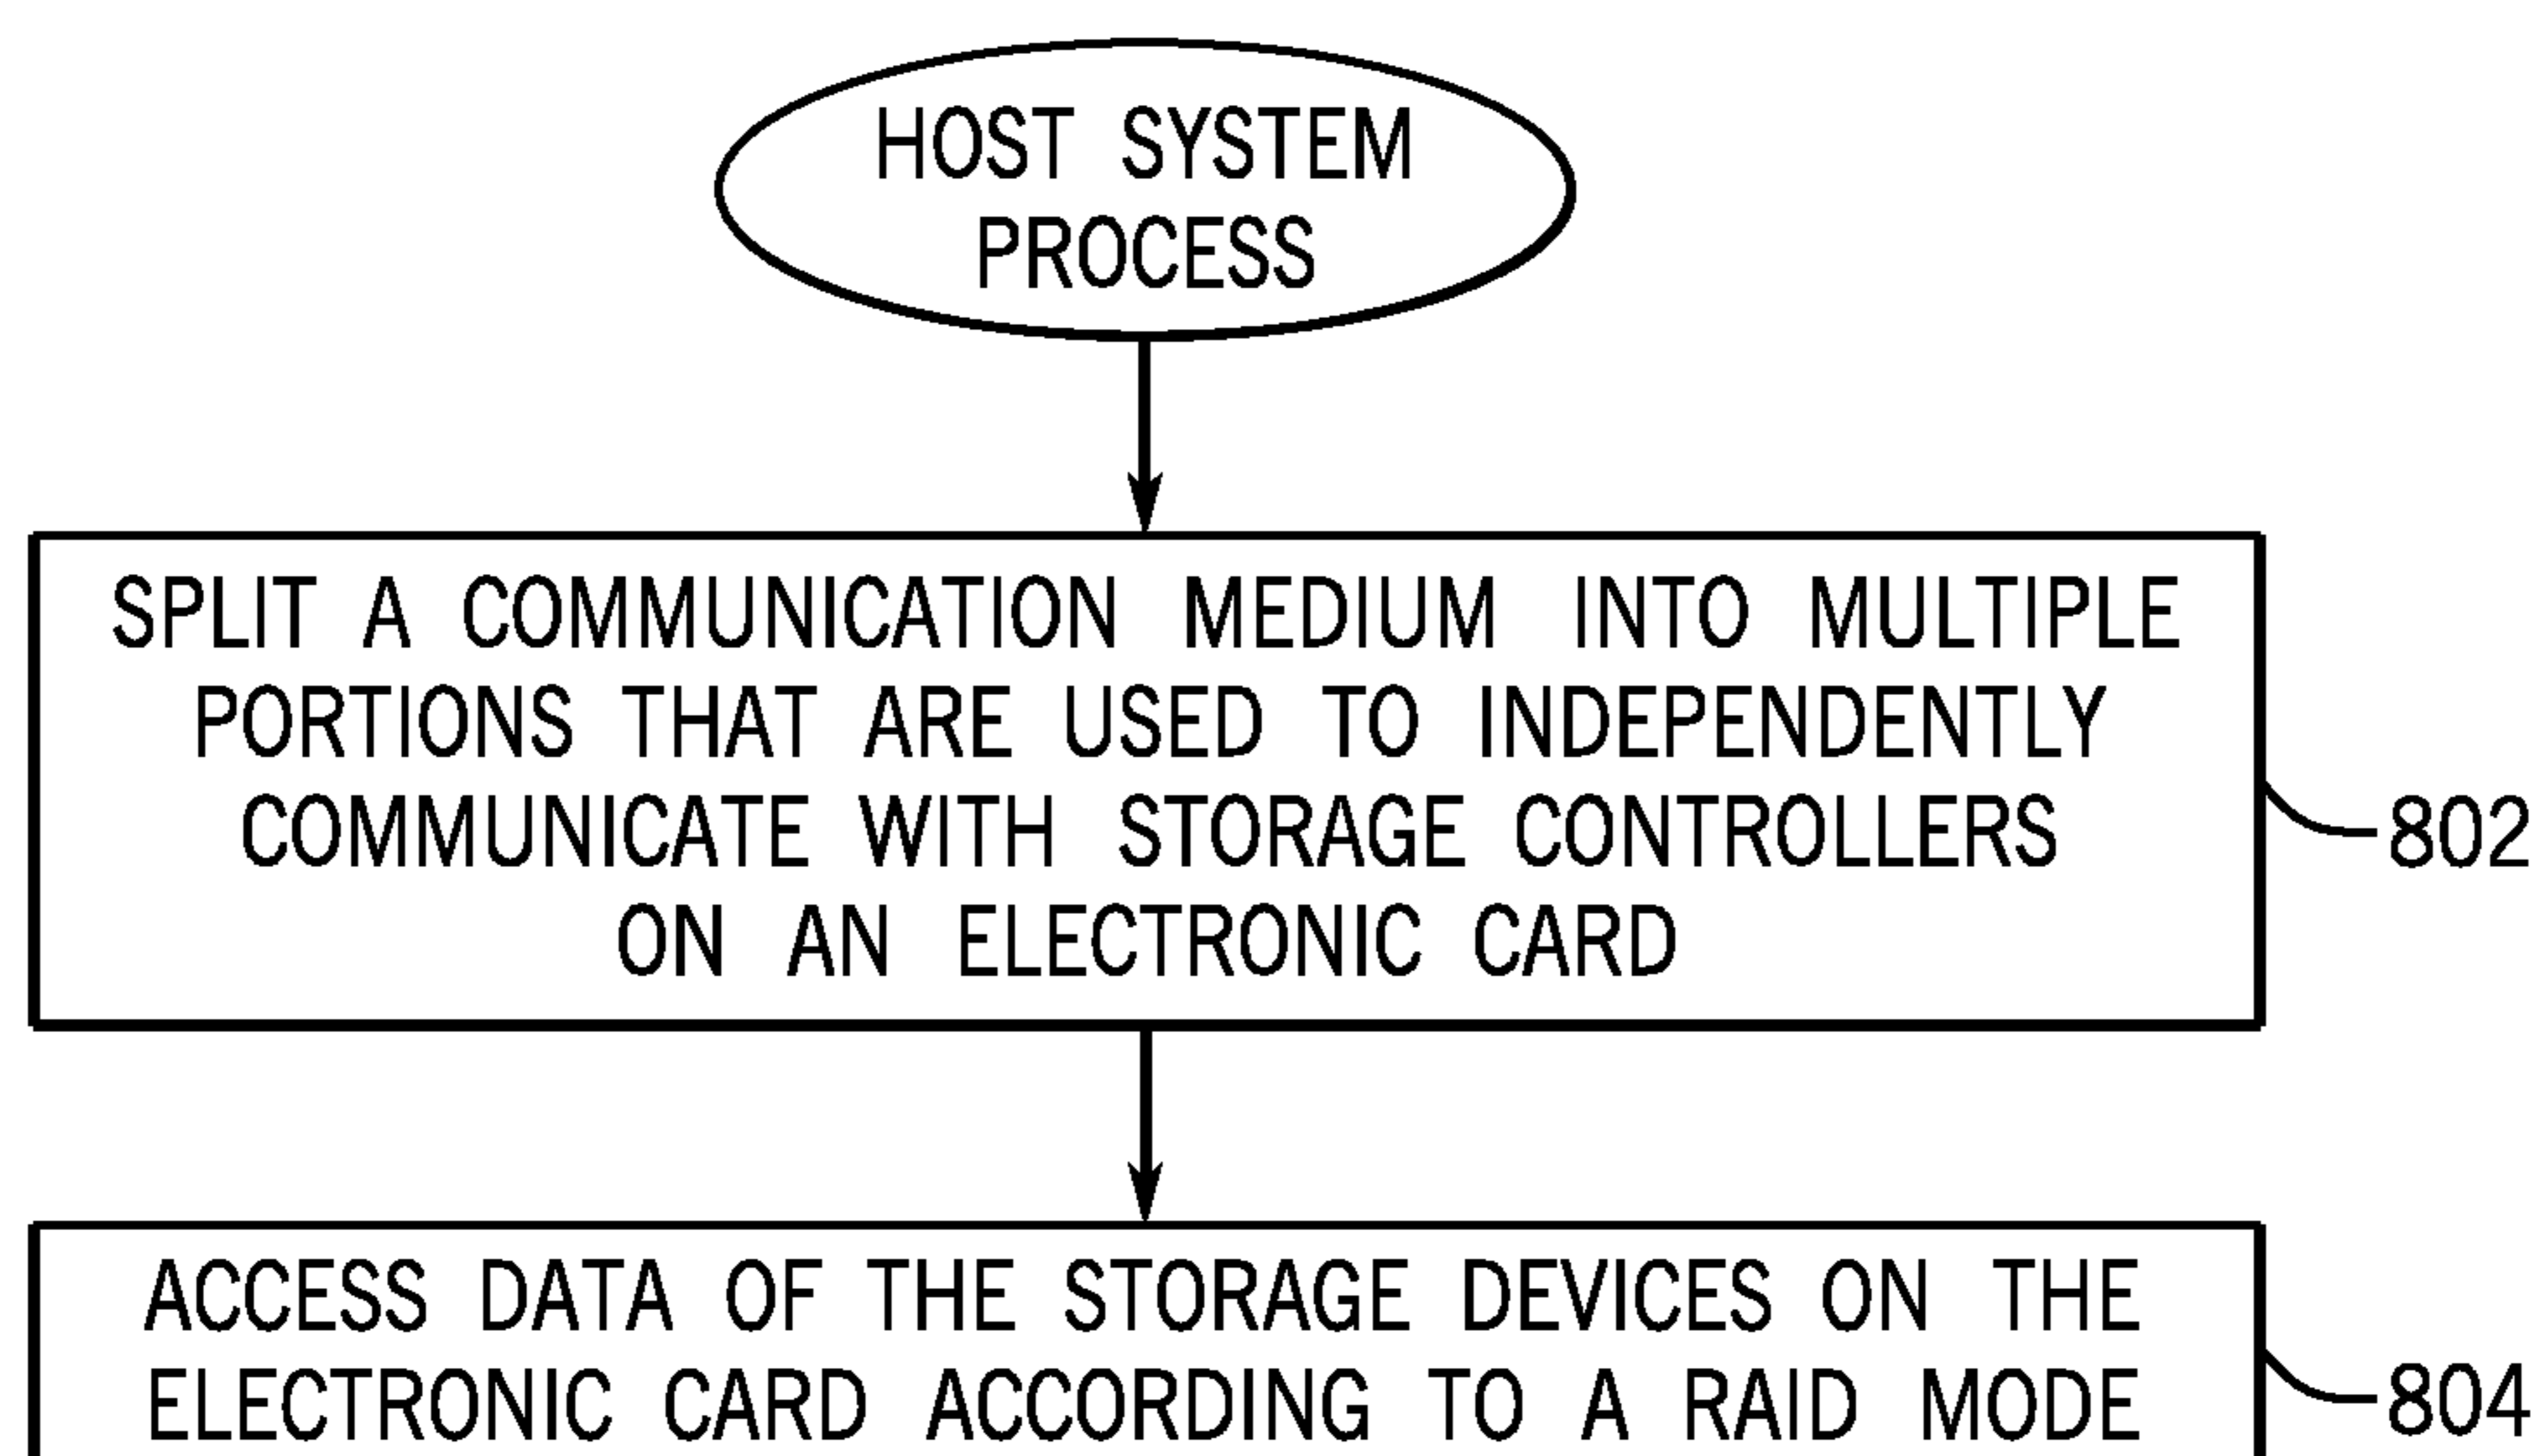 HOST SYSTEM
PROCESS
SPLIT A COMMUNICATION MEDIUM INTO MULTIPLE
PORTIONS THAT ARE USED TO INDEPENDENTLY
COMMUNICATE WITH STORAGE CONTROLLERS
ON AN ELECTRONIC CARD
802
ACCESS DATA OF THE STORAGE DEVICES ON THE
ELECTRONIC CARD ACCORDING TO A RAID MODE
804